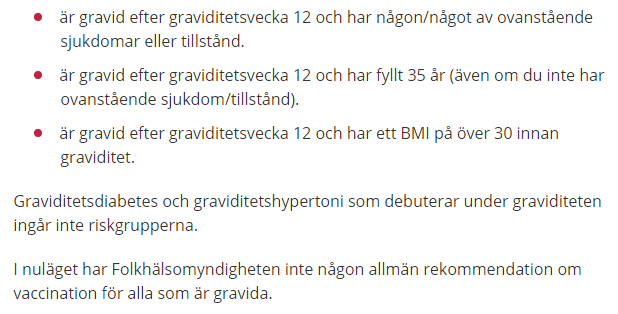 är gravid efter graviditetsvecka 12 och har någon/något av ovanstående
sjukdomar eller tillstånd.
är gravid efter graviditetsvecka 12 och har fyllt 35 år (även om du inte har
ovanstående sjukdom/tillstånd).
är gravid efter graviditetsvecka 12 och har ett BMI på över 30 innan
graviditet.
Graviditetsdiabetes och graviditetshypertoni som debuterar under graviditeten
ingår inte riskgrupperna.
I nuläget har Folkhälsomyndigheten inte någon allmän rekommendation om
vaccination för alla som är gravida.